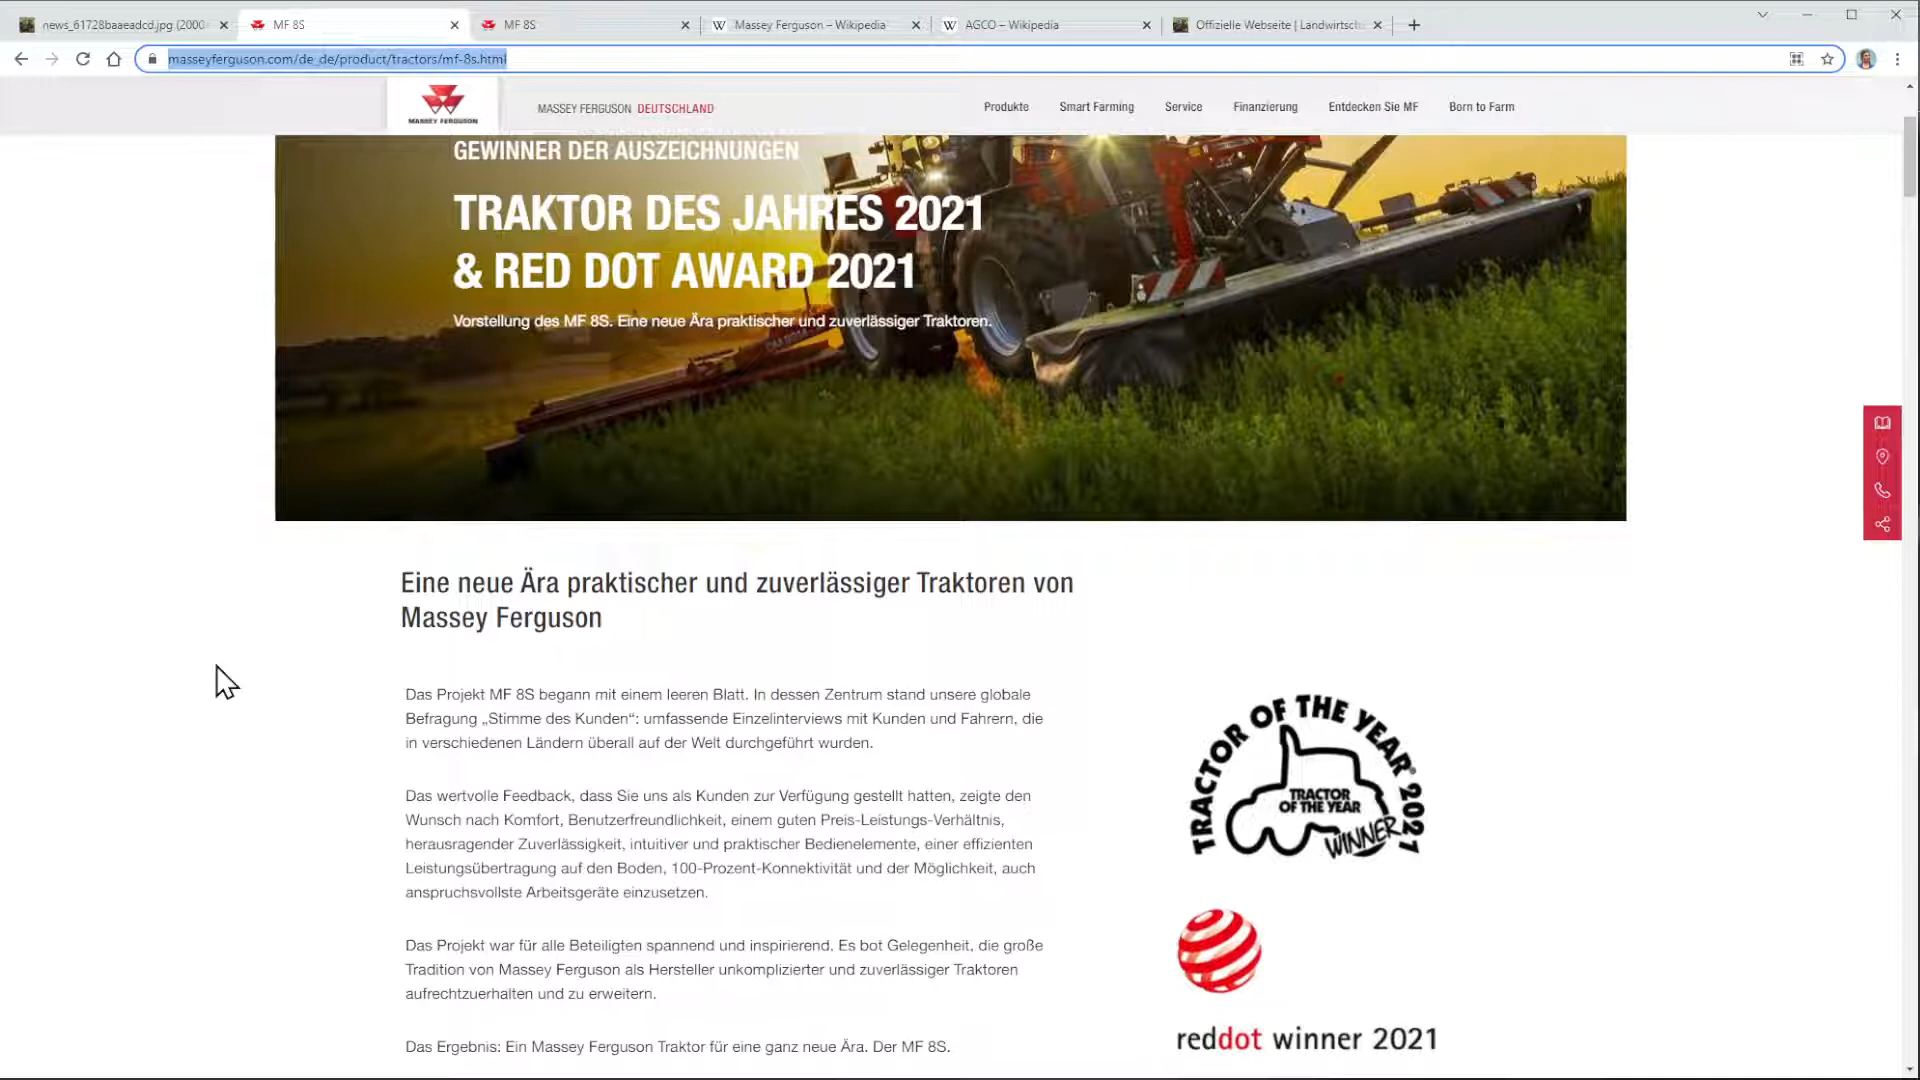 news_61728baaeadcd.jpg (2000
MF 8S
MF 8S
Massey Ferguson – Wikipedia
AGCO – Wikipedia
Offizielle Webseite | Landwirtsch
masseyferguson.com/de_de/product/tractors/mf-8s.html
MASSEY FERGUSON
MASSEY FERGUSON DEUTSCHLAND
Produkte
Smart Farming
Service
Finanzierung
Entdecken Sie MF
Born to Farm
GEWINNER DER AUSZEICHNUNGEN
TRAKTOR DES JAHRES 2021
& RED DOT AWARD 2021
Vorstellung des MF 8S. Eine neue Ära praktischer und zuverlässiger Traktoren.
Eine neue Ära praktischer und zuverlässiger Traktoren von
Massey Ferguson
Das Projekt MF 8S begann mit einem leeren Blatt. In dessen Zentrum stand unsere globale
Befragung „Stimme des Kunden“: umfassende Einzelinterviews mit Kunden und Fahrern, die
in verschiedenen Ländern überall auf der Welt durchgeführt wurden.
Das wertvolle Feedback, dass Sie uns als Kunden zur Verfügung gestellt hatten, zeigte den
Wunsch nach Komfort, Benutzerfreundlichkeit, einem guten Preis-Leistungs-Verhältnis,
herausragender Zuverlässigkeit, intuitiver und praktischer Bedienelemente, einer effizienten
Leistungsübertragung auf den Boden, 100-Prozent-Konnektivität und der Möglichkeit, auch
anspruchsvollste Arbeitsgeräte einzusetzen.
Das Projekt war für alle Beteiligten spannend und inspirierend. Es bot Gelegenheit, die große
Tradition von Massey Ferguson als Hersteller unkomplizierter und zuverlässiger Traktoren
aufrechtzuerhalten und zu erweitern.
Das Ergebnis: Ein Massey Ferguson Traktor für eine ganz neue Ära. Der MF 8S.
TRACTOR OF THE YEAR® 2021
TRACTOR
OF THE YEAR
WINNER
reddot winner 2021